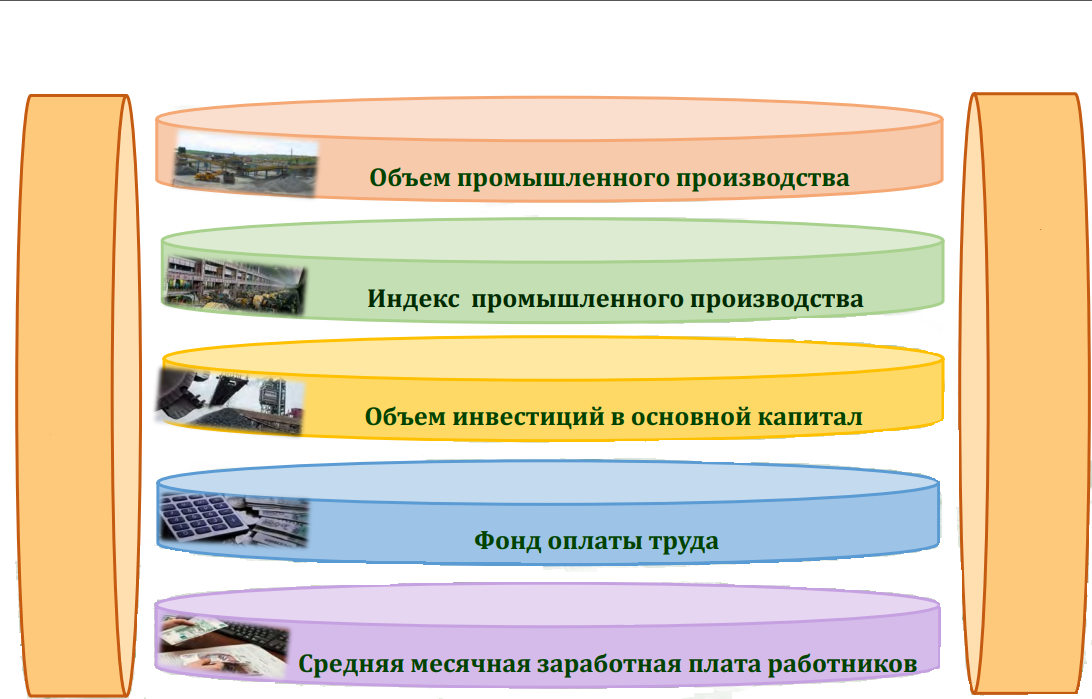 Объем промышленного производства
Индекс промышленного производства
Объем инвестиций в основной капитал
Фонд оплаты труда
Средняя месячная заработная плата работников